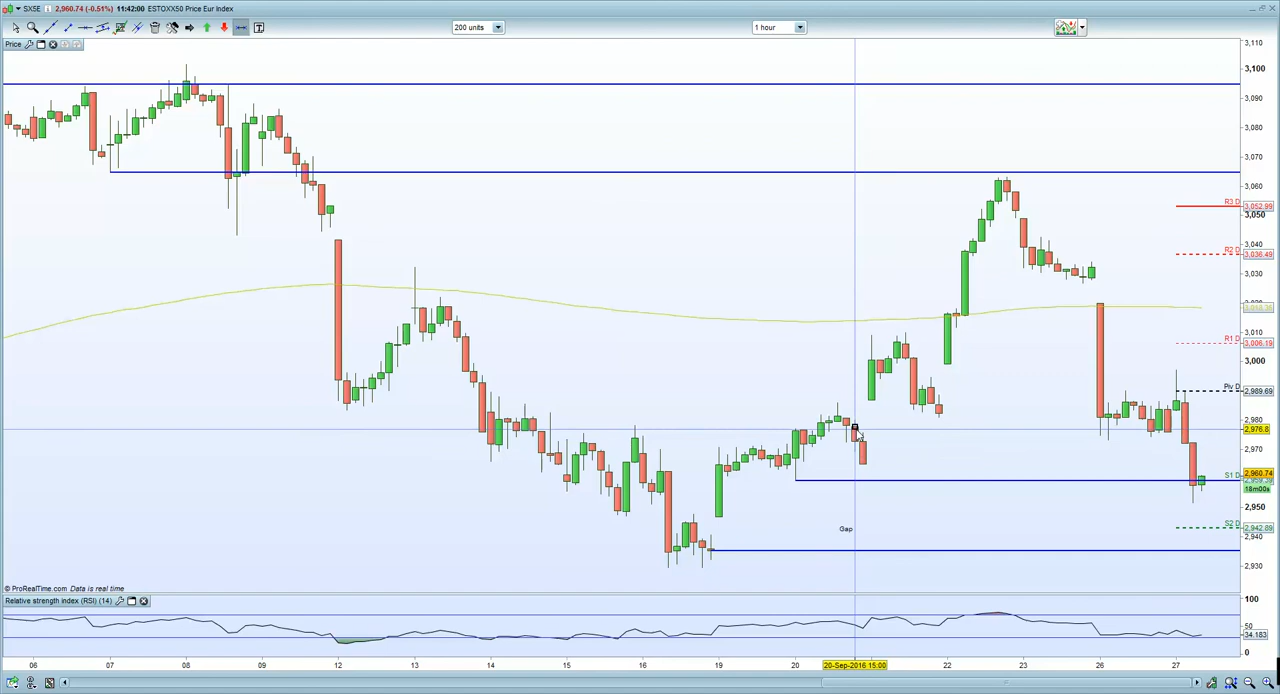 SX5E 2,960.74 (-0.51%) 11:42:00 ESTOXX50 Price Eur Index
200 units 1 hour
Price
3,110
3,100
3,090
3,080
3,070
3,060
R3 D 3,052.99
3,050
3,040
R2 D 3,036.49
3,030
3,010
R1 D 3,006.19
3,000
Piv D 2,989.69
2,980
2,976.8
2,970
2,960.74
S1 D
18m00s
2,950
Gap
S2 D 2,942.89
2,940
2,930
© ProRealTime.com Data is real time
Relative strength index (RSI) (14)
100
50
34.183
0
06 07 08 09 12 13 14 15 16 19 20 20-Sep-2016 15:00 22 23 26 27